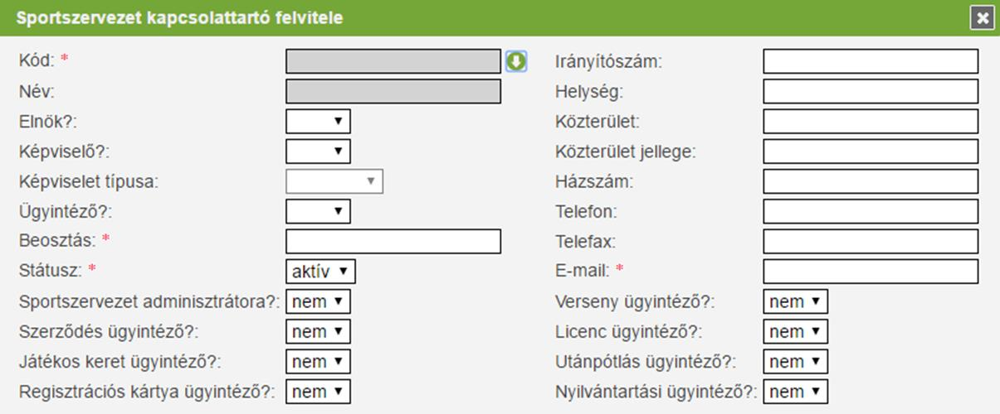 Sportszervezet kapcsolattartó felvitele
Kód: *
Név:
Elnök?:
Képviselő?:
Képviselet típusa:
Ügyintéző?:
Beosztás: *
Státusz: * aktív
Sportszervezet adminisztrátora?: nem
Szerződés ügyintéző?: nem
Játékos keret ügyintéző?: nem
Regisztrációs kártya ügyintéző?: nem
Irányítószám:
Helység:
Közterület:
Közterület jellege:
Házszám:
Telefon:
Telefax:
E-mail: *
Verseny ügyintéző?: nem
Licenc ügyintéző?: nem
Utánpótlás ügyintéző?: nem
Nyilvántartási ügyintéző?: nem